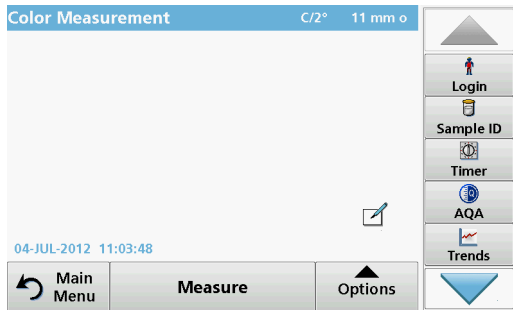 Color Measurement C/2° 11 mm o
Login
Sample ID
Timer
AQA
Trends
04-JUL-2012 11:03:48
Main
Menu
Measure
Options